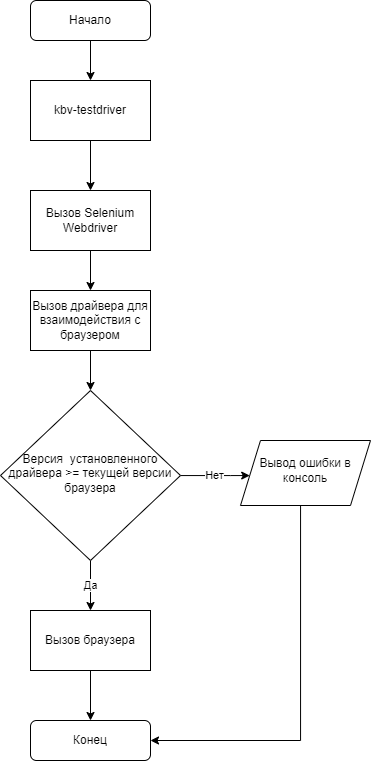 Начало
kbv-testdriver
Вызов Selenium
Webdriver
Вызов драйвера для
взаимодействия с
браузером
Версия установленного
драйвера >= текущей версии
браузера
Нет
Вывод ошибки в
консоль
Да
Вызов браузера
Конец